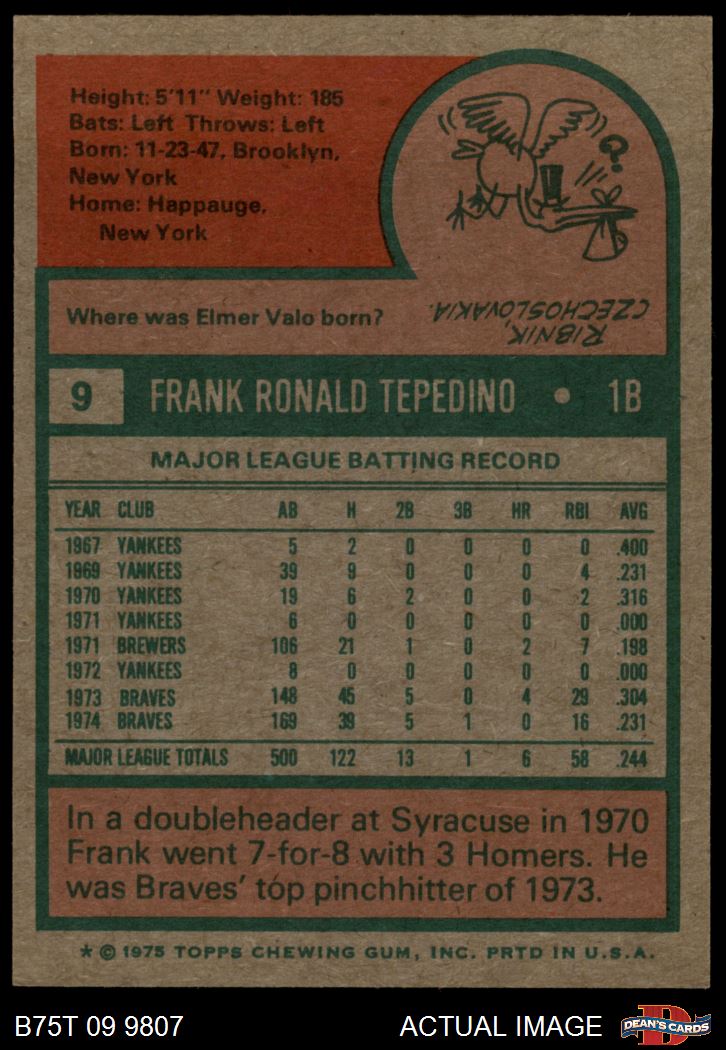 Height: 5'11" Weight: 185
Bats: Left Throws: Left
Born: 11-23-47, Brooklyn,
New York
Home: Happauge,
New York
?
Where was Elmer Valo born?
RIBNIK,
CZECHOSLOVAKIA.
9 FRANK RONALD TEPEDINO • 1B
MAJOR LEAGUE BATTING RECORD
YEAR CLUB AB H 2B 3B HR RBI AVG
1967 YANKEES 5 2 0 0 0 0 .400
1969 YANKEES 39 9 0 0 0 4 .231
1970 YANKEES 19 6 2 0 0 2 .316
1971 YANKEES 6 0 0 0 0 0 .000
1971 BREWERS 106 21 1 0 2 7 .198
1972 YANKEES 8 0 0 0 0 0 .000
1973 BRAVES 148 45 5 0 4 29 .304
1974 BRAVES 169 39 5 1 0 16 .231
MAJOR LEAGUE TOTALS 500 122 13 1 6 58 .244
In a doubleheader at Syracuse in 1970
Frank went 7-for-8 with 3 Homers. He
was Braves' top pinchhitter of 1973.
* © 1975 TOPPS CHEWING GUM, INC. PRTD IN U.S.A.
B75T 09 9807 ACTUAL IMAGE D DEAN'S CARDS